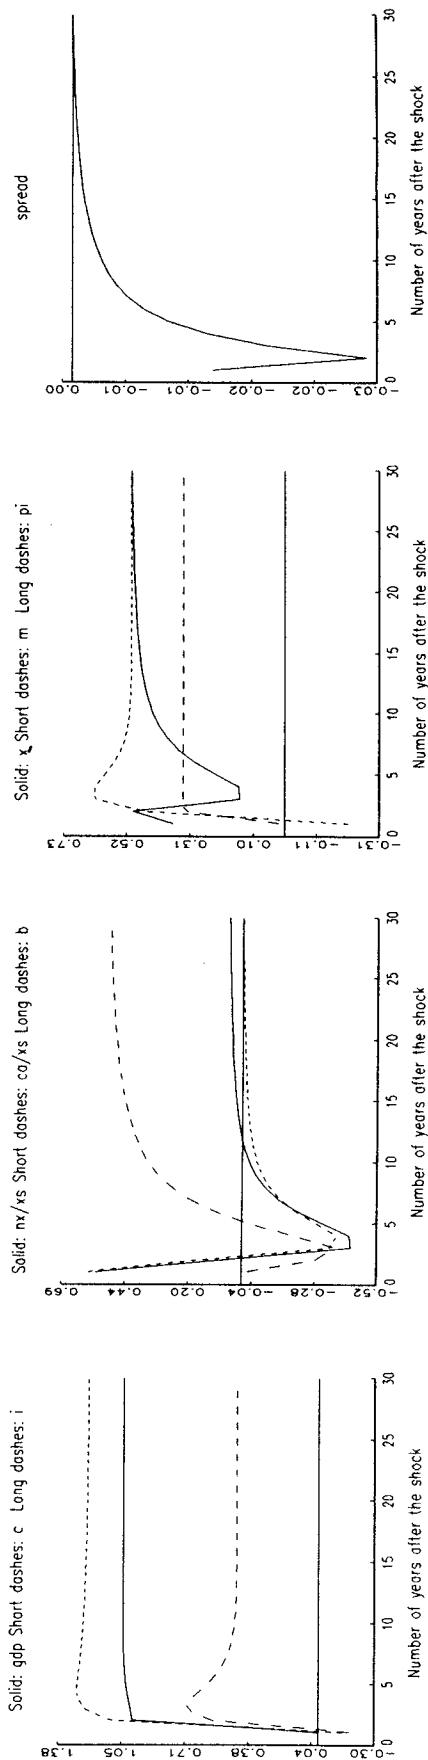 Solid: gdp Short dashes: c Long dashes: i
1.38
1.05
0.71
0.38
0.04
-0.30
0 5 10 15 20 25 30
Number of years after the shock
Solid: nx/xs Short dashes: ca/xs Long dashes: b
0.69
0.44
0.20
-0.04
-0.28
-0.52
0 5 10 15 20 25 30
Number of years after the shock
Solid: x Short dashes: m Long dashes: pi
0.73
0.52
0.31
0.10
-0.11
-0.31
0 5 10 15 20 25 30
Number of years after the shock
spread
0.00
-0.01
-0.01
-0.02
-0.02
-0.03
0 5 10 15 20 25 30
Number of years after the shock